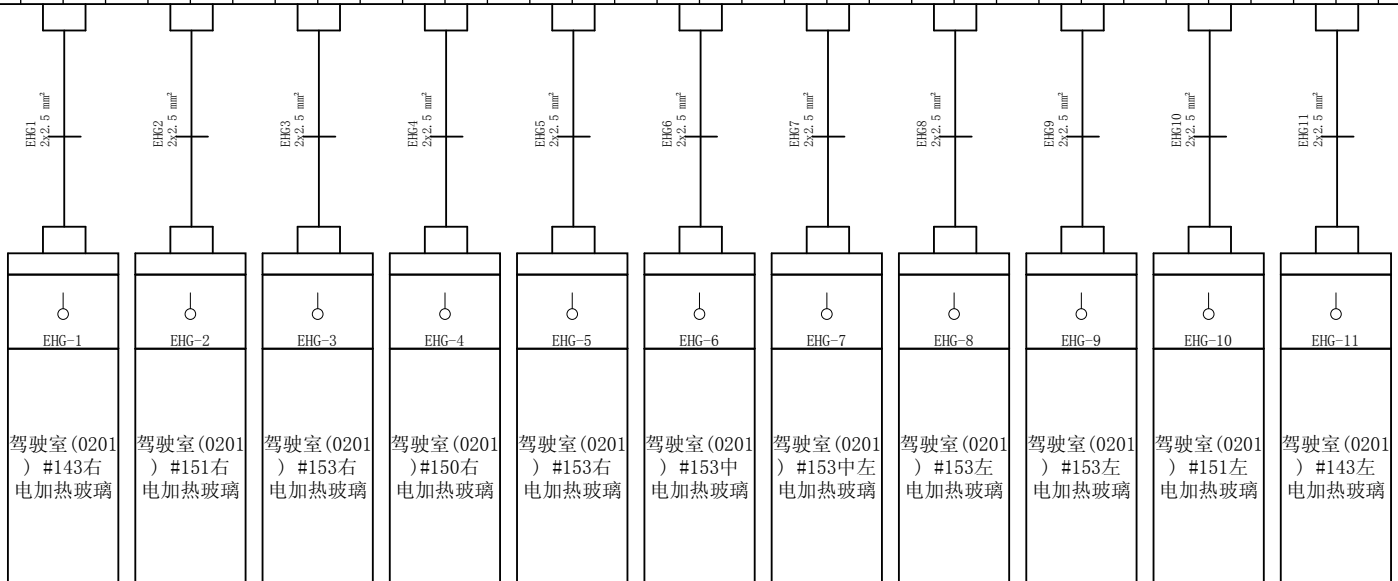 EHG1
2x2.5 mm²
EHG2
2x2.5 mm²
EHG3
2x2.5 mm²
EHG4
2x2.5 mm²
EHG5
2x2.5 mm²
EHG6
2x2.5 mm²
EHG7
2x2.5 mm²
EHG8
2x2.5 mm²
EHG9
2x2.5 mm²
EHG10
2x2.5 mm²
EHG11
2x2.5 mm²
EHG-1
EHG-2
EHG-3
EHG-4
EHG-5
EHG-6
EHG-7
EHG-8
EHG-9
EHG-10
EHG-11
驾驶室(0201
) #143右
电加热玻璃
驾驶室(0201
) #151右
电加热玻璃
驾驶室(0201
) #153右
电加热玻璃
驾驶室(0201
)#150右
电加热玻璃
驾驶室(0201
) #153右
电加热玻璃
驾驶室(0201
) #153中
电加热玻璃
驾驶室(0201
) #153中左
电加热玻璃
驾驶室(0201
) #153左
电加热玻璃
驾驶室(0201
) #153左
电加热玻璃
驾驶室(0201
) #151左
电加热玻璃
驾驶室(0201
) #143左
电加热玻璃